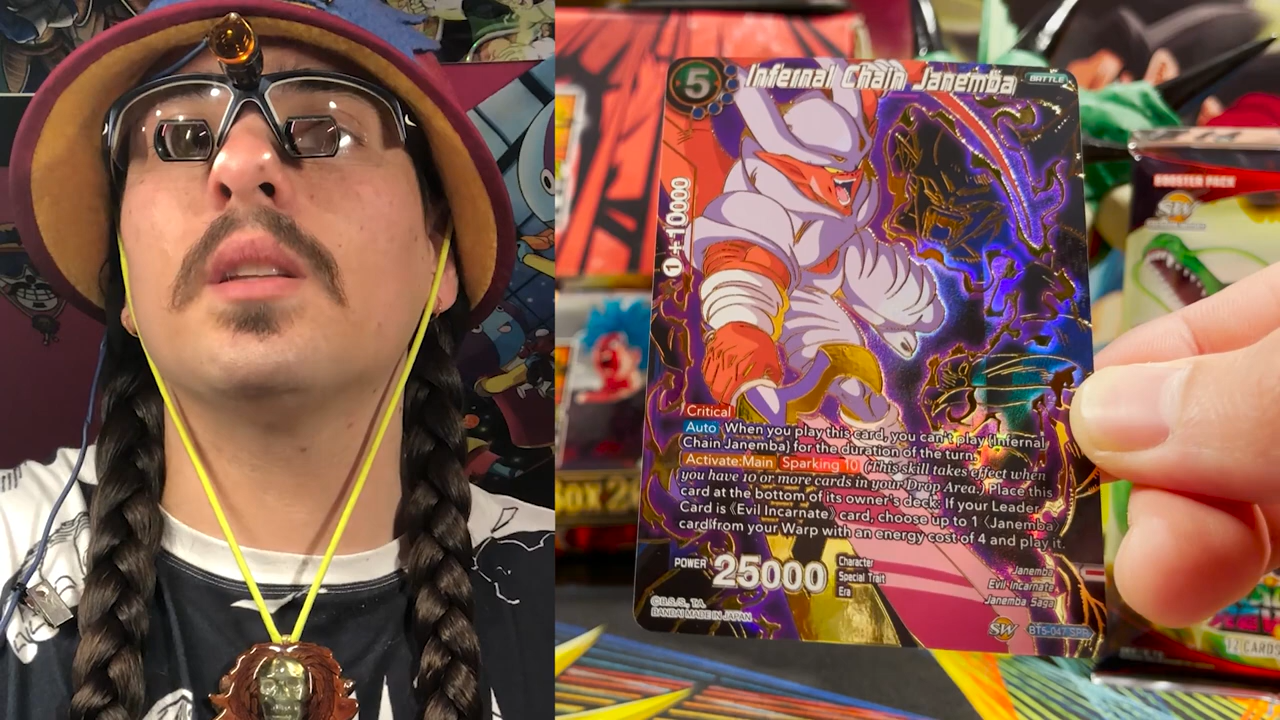 5
Infernal Chain Janemba
BATTLE
1 +10000
Critical
Auto When you play this card, you can't play ⟨Infernal
Chain Janemba⟩ for the duration of the turn.
Activate:Main Sparking 10 (This skill takes effect when
you have 10 or more cards in your Drop Area.) Place this
card at the bottom of its owner's deck: If your Leader
Card is 《Evil Incarnate》 card, choose up to 1 ⟨Janemba⟩
card from your Warp with an energy cost of 4 and play it.
POWER 25000
Character
Special Trait
Era
Janemba
Evil Incarnate
Janemba Saga
©B.S./S., T.A.
BANDAI MADE IN JAPAN
BT5-047 SPR
BOOSTER PACK
12 CARDS